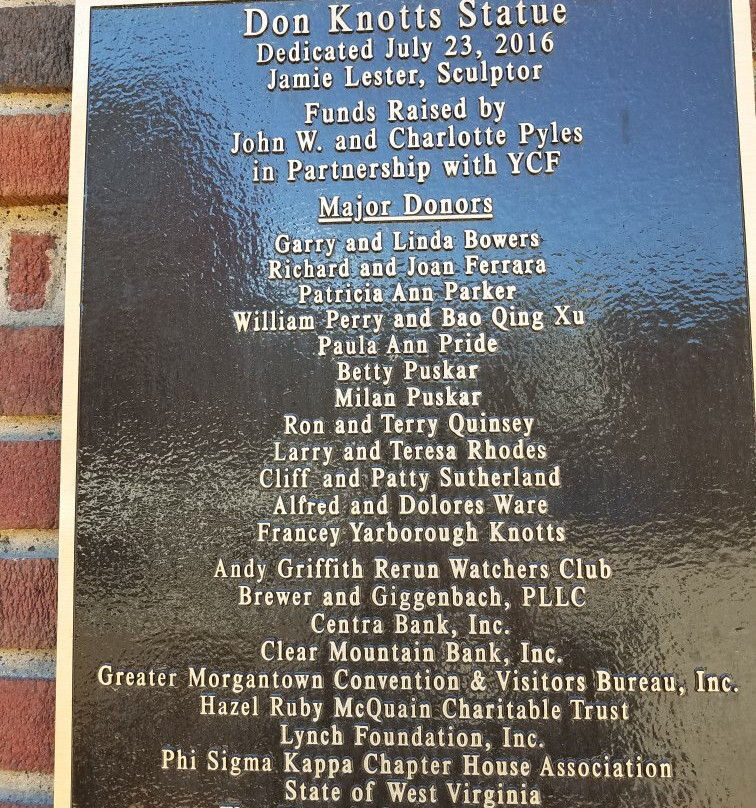 Don Knotts Statue
Dedicated July 23, 2016
Jamie Lester, Sculptor
Funds Raised by
John W. and Charlotte Pyles
in Partnership with YCF
Major Donors
Garry and Linda Bowers
Richard and Joan Ferrara
Patricia Ann Parker
William Perry and Bao Qing Xu
Paula Ann Pride
Betty Puskar
Milan Puskar
Ron and Terry Quinsey
Larry and Teresa Rhodes
Cliff and Patty Sutherland
Alfred and Dolores Ware
Francey Yarborough Knotts
Andy Griffith Rerun Watchers Club
Brewer and Giggenbach, PLLC
Centra Bank, Inc.
Clear Mountain Bank, Inc.
Greater Morgantown Convention & Visitors Bureau, Inc.
Hazel Ruby McQuain Charitable Trust
Lynch Foundation, Inc.
Phi Sigma Kappa Chapter House Association
State of West Virginia